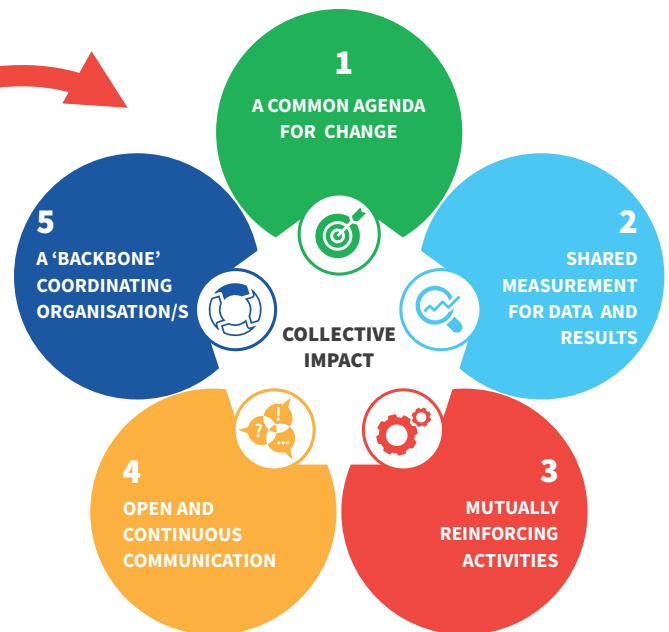 1
A COMMON AGENDA
FOR CHANGE
2
SHARED
MEASUREMENT
FOR DATA AND
RESULTS
3
MUTUALLY
REINFORCING
ACTIVITIES
4
OPEN AND
CONTINUOUS
COMMUNICATION
5
A ‘BACKBONE’
COORDINATING
ORGANISATION/S
COLLECTIVE
IMPACT
?
!
...